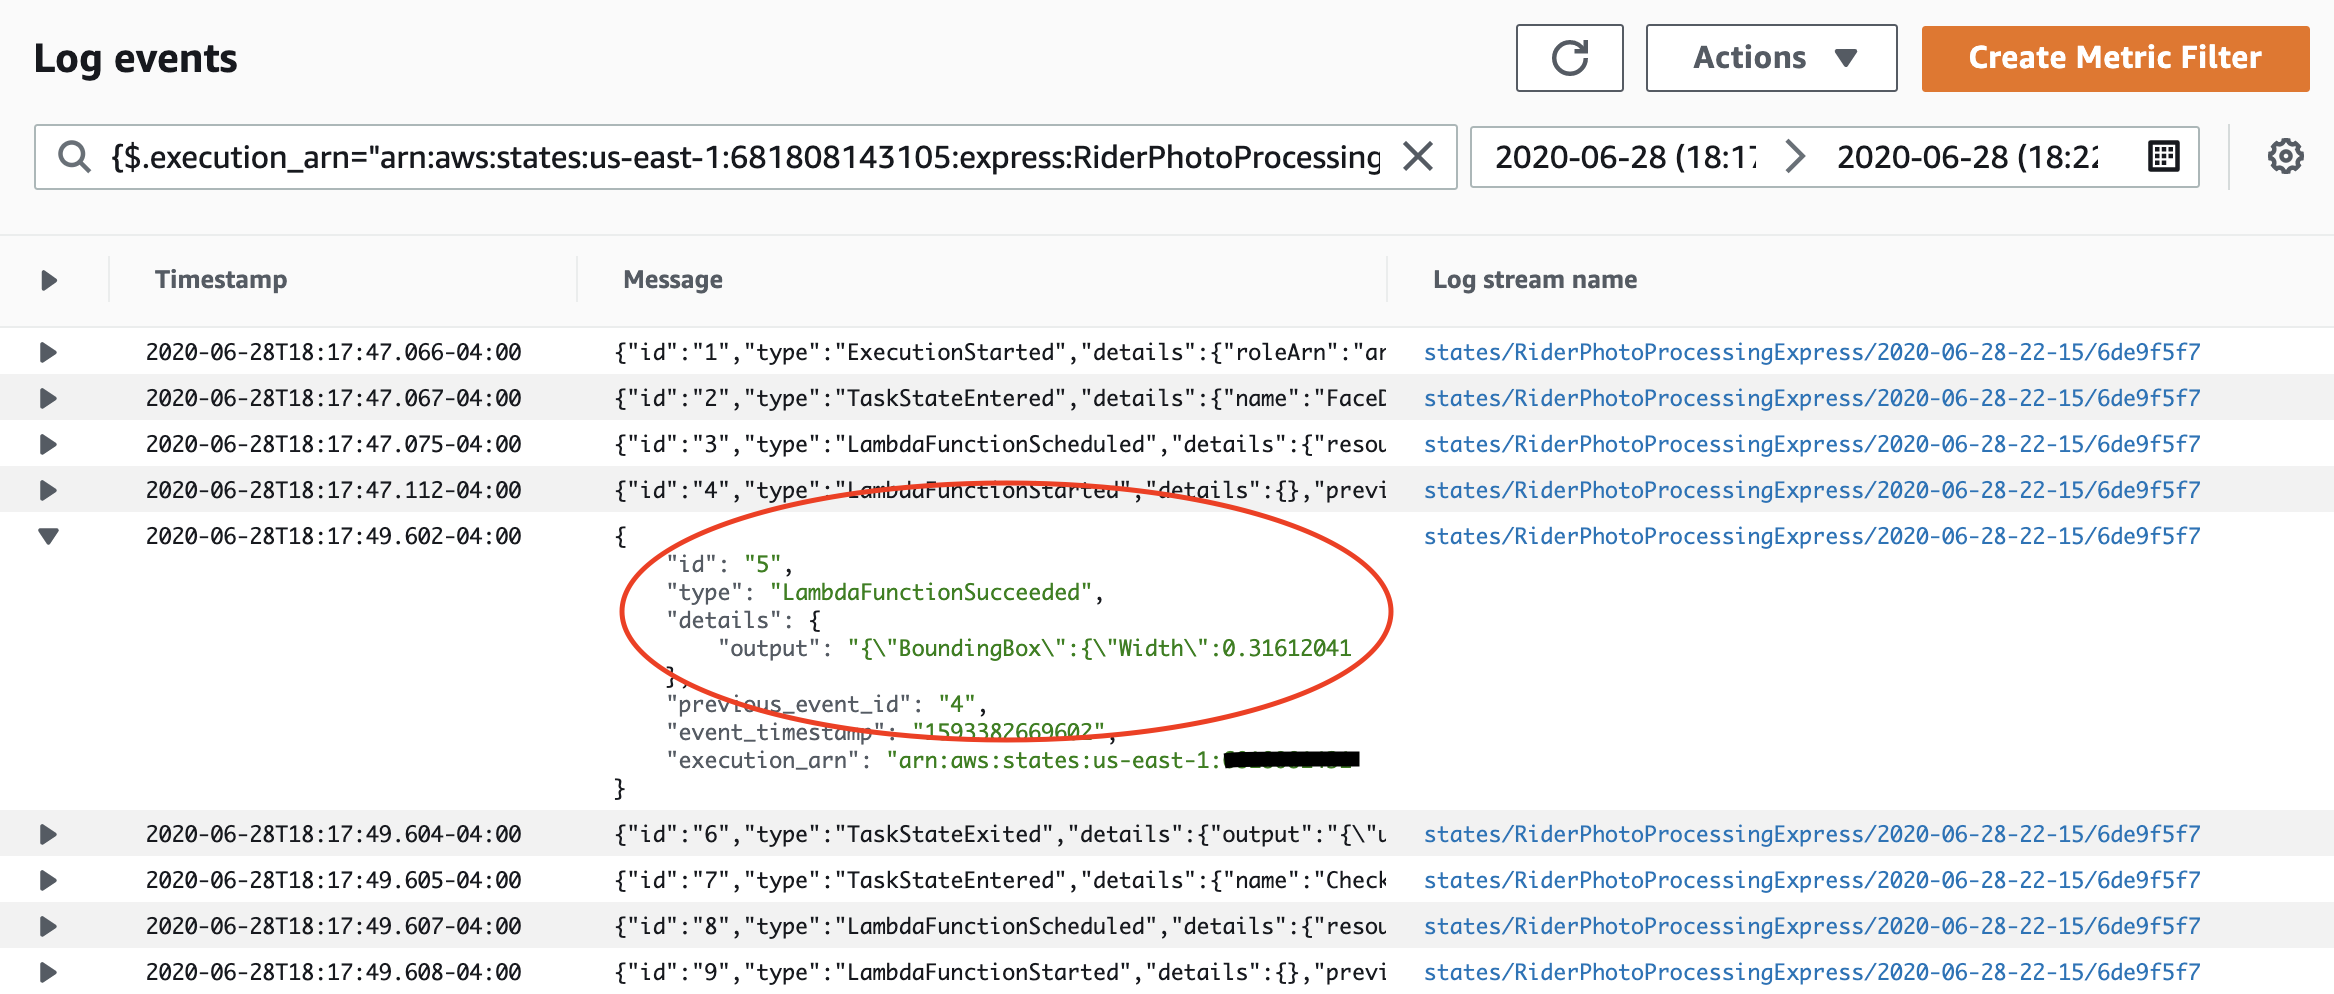 Log events
Actions
Create Metric Filter
{$.execution_arn="arn:aws:states:us-east-1:681808143105:express:RiderPhotoProcessing
2020-06-28 (18:17
2020-06-28 (18:22
Timestamp Message Log stream name
2020-06-28T18:17:47.066-04:00 {"id":"1","type":"ExecutionStarted","details":{"roleArn":"ar states/RiderPhotoProcessingExpress/2020-06-28-22-15/6de9f5f7
2020-06-28T18:17:47.067-04:00 {"id":"2","type":"TaskStateEntered","details":{"name":"FaceD states/RiderPhotoProcessingExpress/2020-06-28-22-15/6de9f5f7
2020-06-28T18:17:47.075-04:00 {"id":"3","type":"LambdaFunctionScheduled","details":{"resou states/RiderPhotoProcessingExpress/2020-06-28-22-15/6de9f5f7
2020-06-28T18:17:47.112-04:00 {"id":"4","type":"LambdaFunctionStarted","details":{},"previ states/RiderPhotoProcessingExpress/2020-06-28-22-15/6de9f5f7
2020-06-28T18:17:49.602-04:00 { states/RiderPhotoProcessingExpress/2020-06-28-22-15/6de9f5f7
"id": "5",
"type": "LambdaFunctionSucceeded",
"details": {
"output": "{\"BoundingBox\":{\"Width\":0.31612041
},
"previous_event_id": "4",
"event_timestamp": "1593382669602",
"execution_arn": "arn:aws:states:us-east-1:
}
2020-06-28T18:17:49.604-04:00 {"id":"6","type":"TaskStateExited","details":{"output":"{\"u states/RiderPhotoProcessingExpress/2020-06-28-22-15/6de9f5f7
2020-06-28T18:17:49.605-04:00 {"id":"7","type":"TaskStateEntered","details":{"name":"Check states/RiderPhotoProcessingExpress/2020-06-28-22-15/6de9f5f7
2020-06-28T18:17:49.607-04:00 {"id":"8","type":"LambdaFunctionScheduled","details":{"resou states/RiderPhotoProcessingExpress/2020-06-28-22-15/6de9f5f7
2020-06-28T18:17:49.608-04:00 {"id":"9","type":"LambdaFunctionStarted","details":{},"previ states/RiderPhotoProcessingExpress/2020-06-28-22-15/6de9f5f7